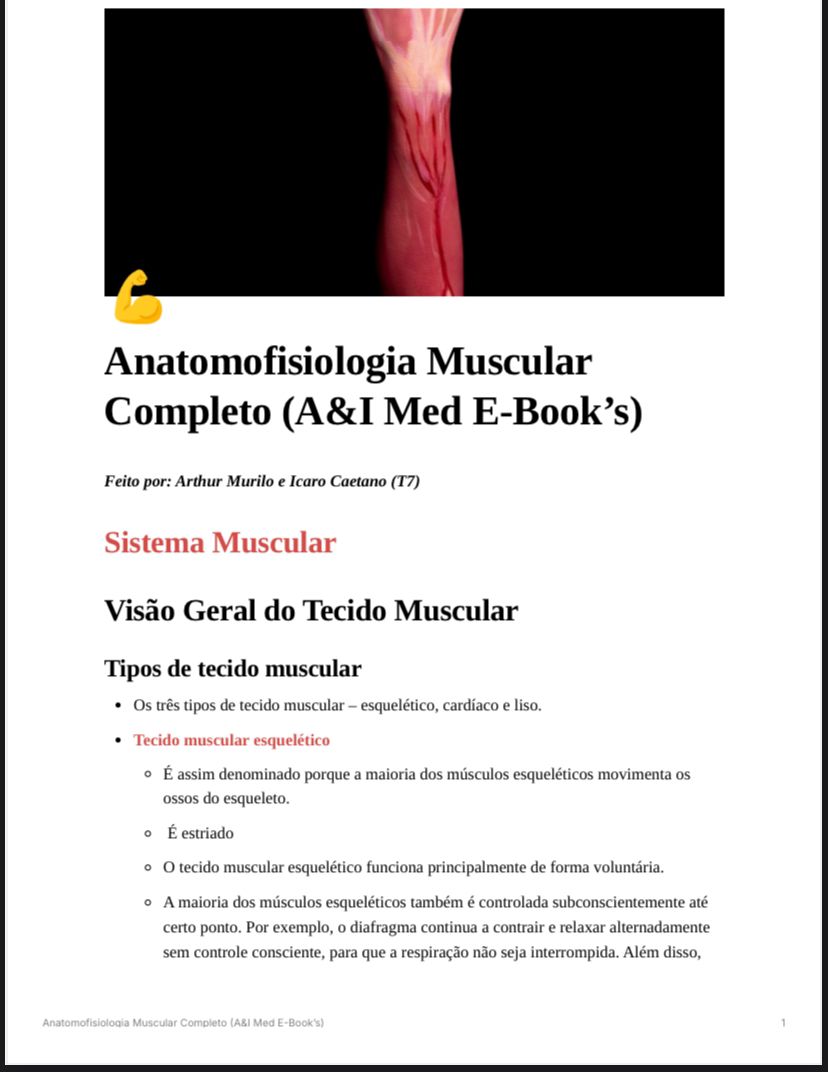 Anatomofisiologia Muscular
Completo (A&I Med E-Book’s)
Feito por: Arthur Murilo e Icaro Caetano (T7)
Sistema Muscular
Visão Geral do Tecido Muscular
Tipos de tecido muscular
• Os três tipos de tecido muscular – esquelético, cardíaco e liso.
• Tecido muscular esquelético
◦ É assim denominado porque a maioria dos músculos esqueléticos movimenta os
ossos do esqueleto.
◦ É estriado
◦ O tecido muscular esquelético funciona principalmente de forma voluntária.
◦ A maioria dos músculos esqueléticos também é controlada subconscientemente até
certo ponto. Por exemplo, o diafragma continua a contrair e relaxar alternadamente
sem controle consciente, para que a respiração não seja interrompida. Além disso,
Anatomofisiologia Muscular Completo (A&I Med E-Book’s) 1